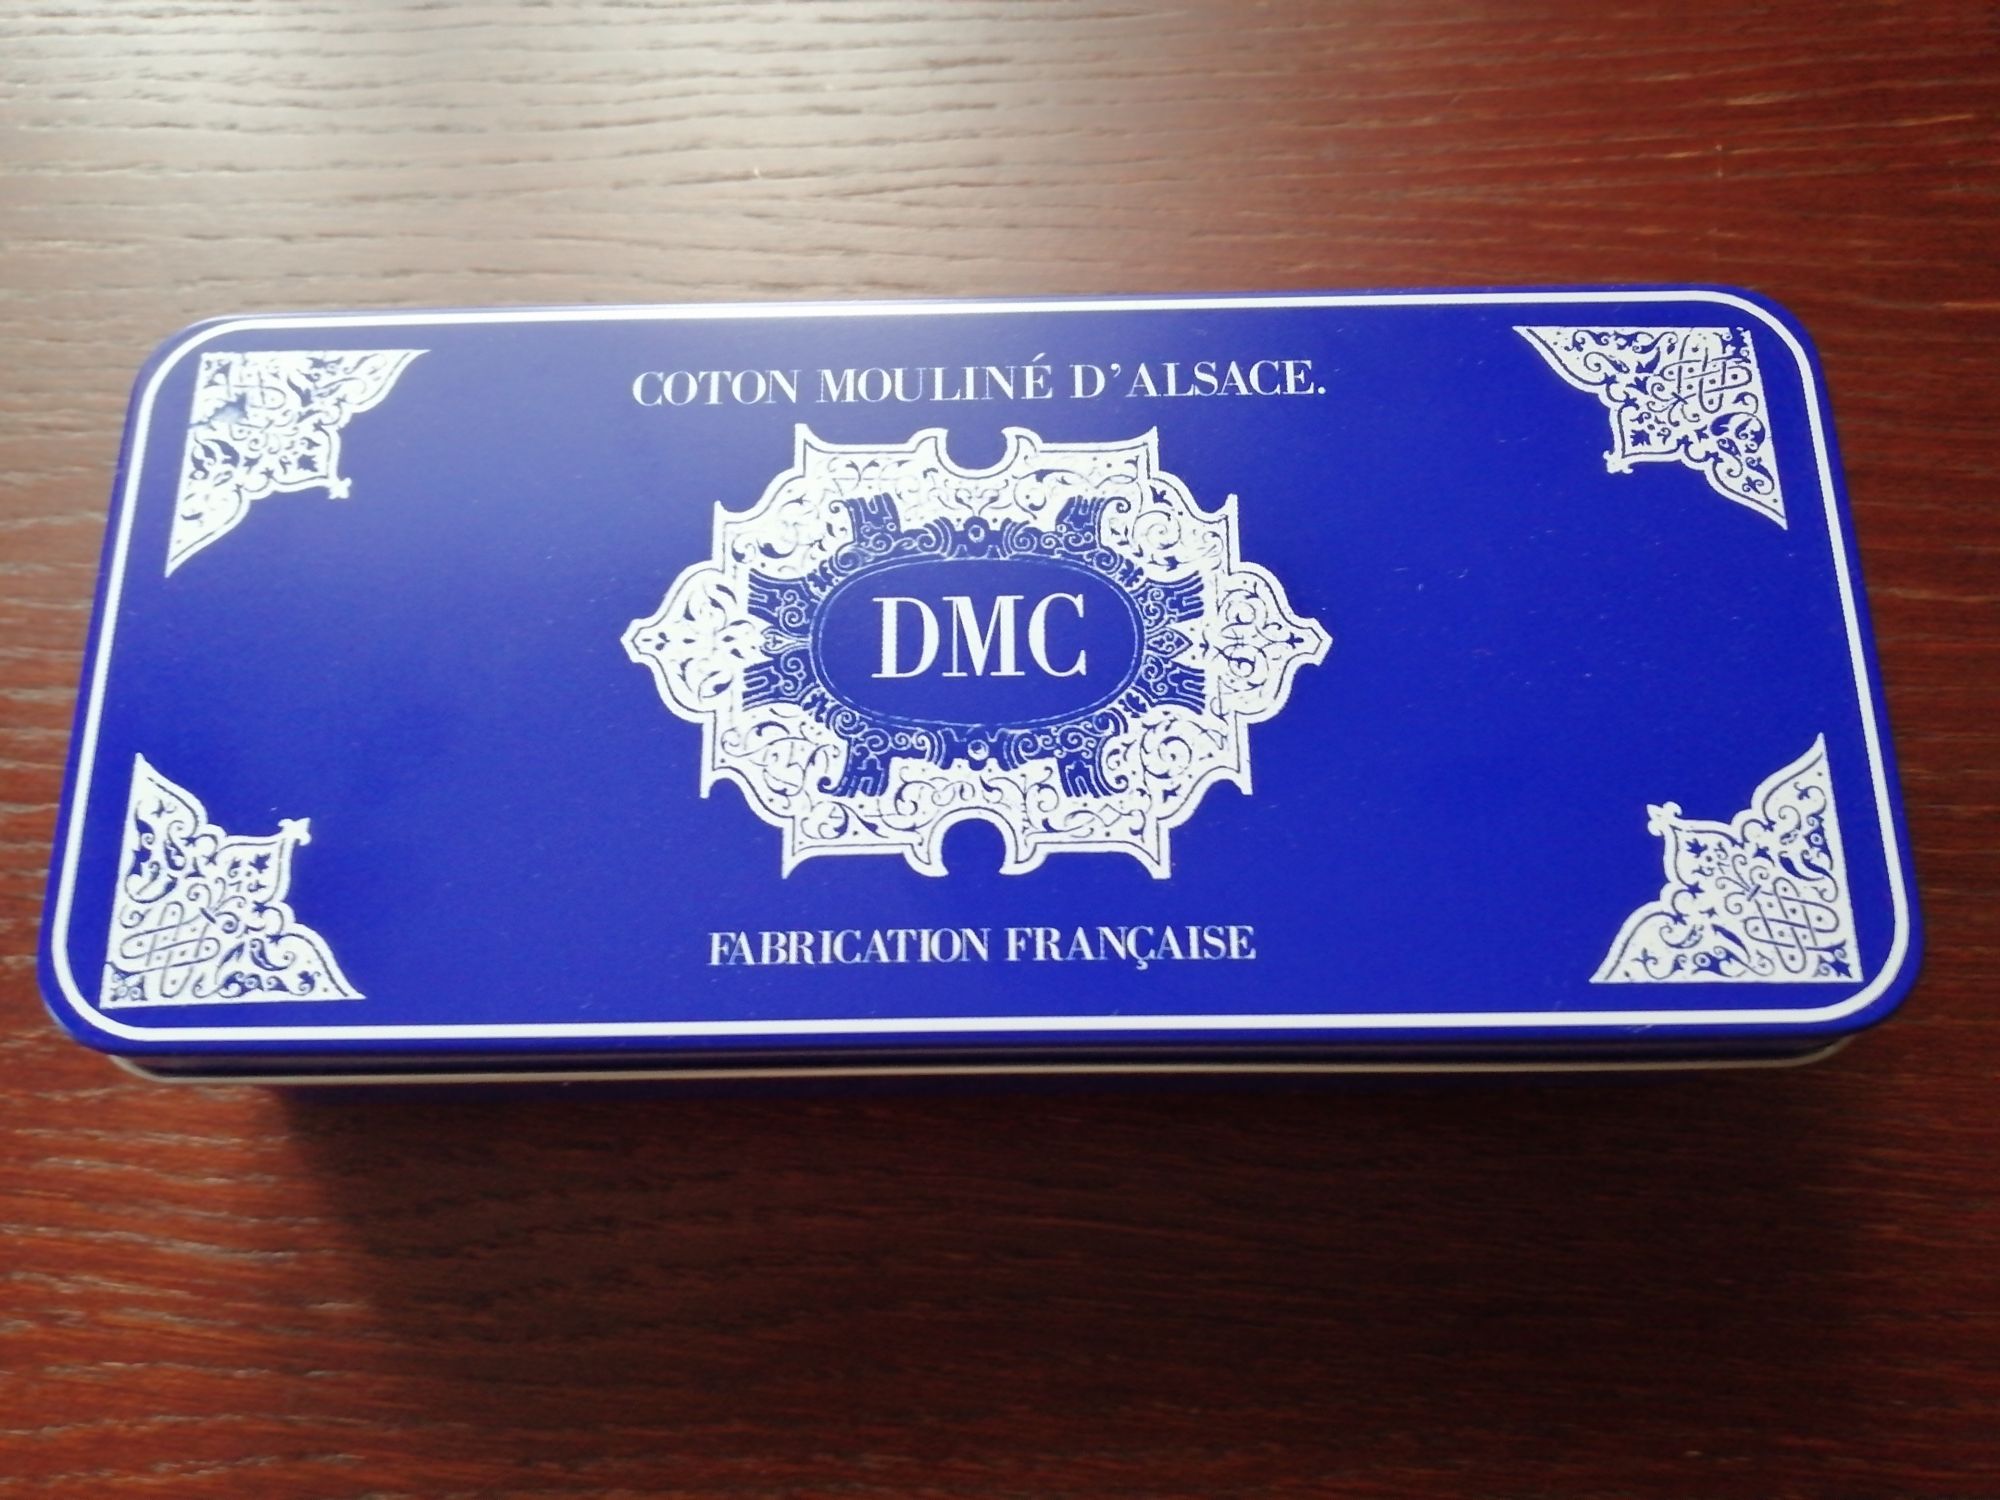 COTON MOULINÉ D'ALSACE.
DMC
FABRICATION FRANÇAISE